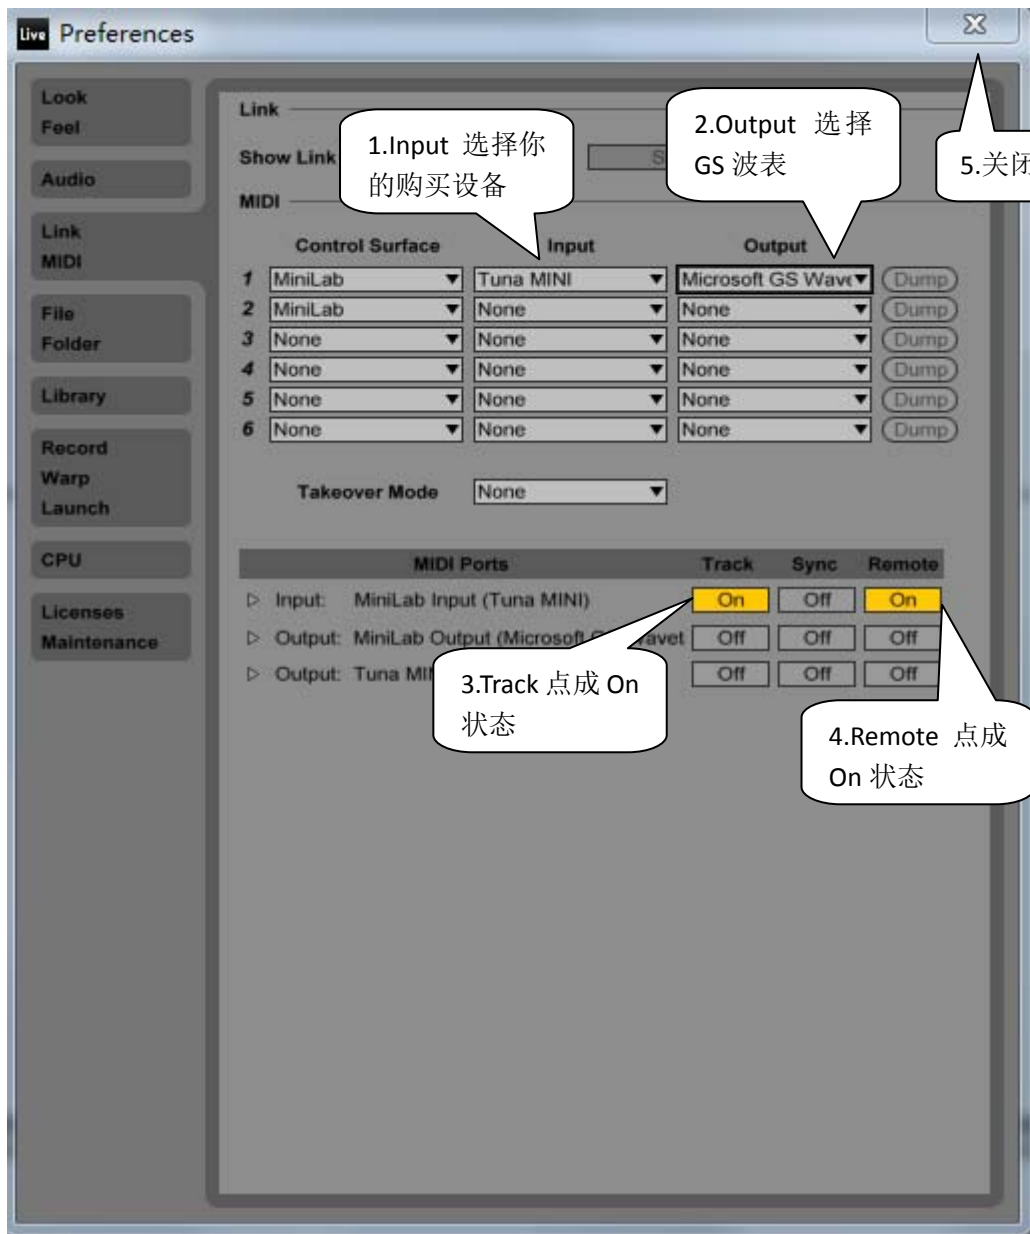 Live Preferences
Look
Feel
Audio
Link
MIDI
File
Folder
Library
Record
Warp
Launch
CPU
Licenses
Maintenance
Link
Show Link
S
MIDI
1.Input 选择你
的购买设备
2.Output 选择
GS 波表
5.关闭
Control Surface Input Output
1 MiniLab Tuna MINI Microsoft GS Wave Dump
2 MiniLab None None Dump
3 None None None Dump
4 None None None Dump
5 None None None Dump
6 None None None Dump
Takeover Mode None
MIDI Ports Track Sync Remote
Input: MiniLab Input (Tuna MINI) On Off On
Output: MiniLab Output (Microsoft G Wavet Off Off Off
Output: Tuna MI Off Off Off
3.Track 点成 On
状态
4.Remote 点成
On 状态